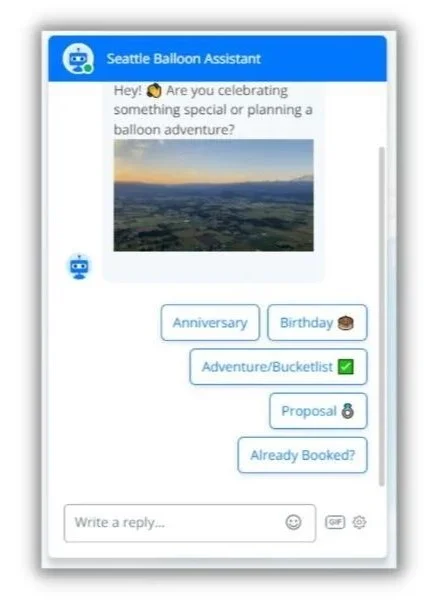 Seattle Balloon Assistant
Hey! 👏 Are you celebrating
something special or planning a
balloon adventure?
Anniversary
Birthday 🎂
Adventure/Bucketlist ✅
Proposal 💍
Already Booked?
Write a reply...
GIF